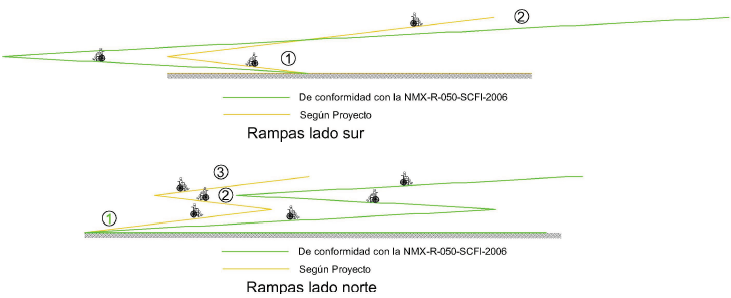 ②
①
De conformidad con la NMX-R-050-SCFI-2006
Según Proyecto
Rampas lado sur
③
②
①
De conformidad con la NMX-R-050-SCFI-2006
Según Proyecto
Rampas lado norte